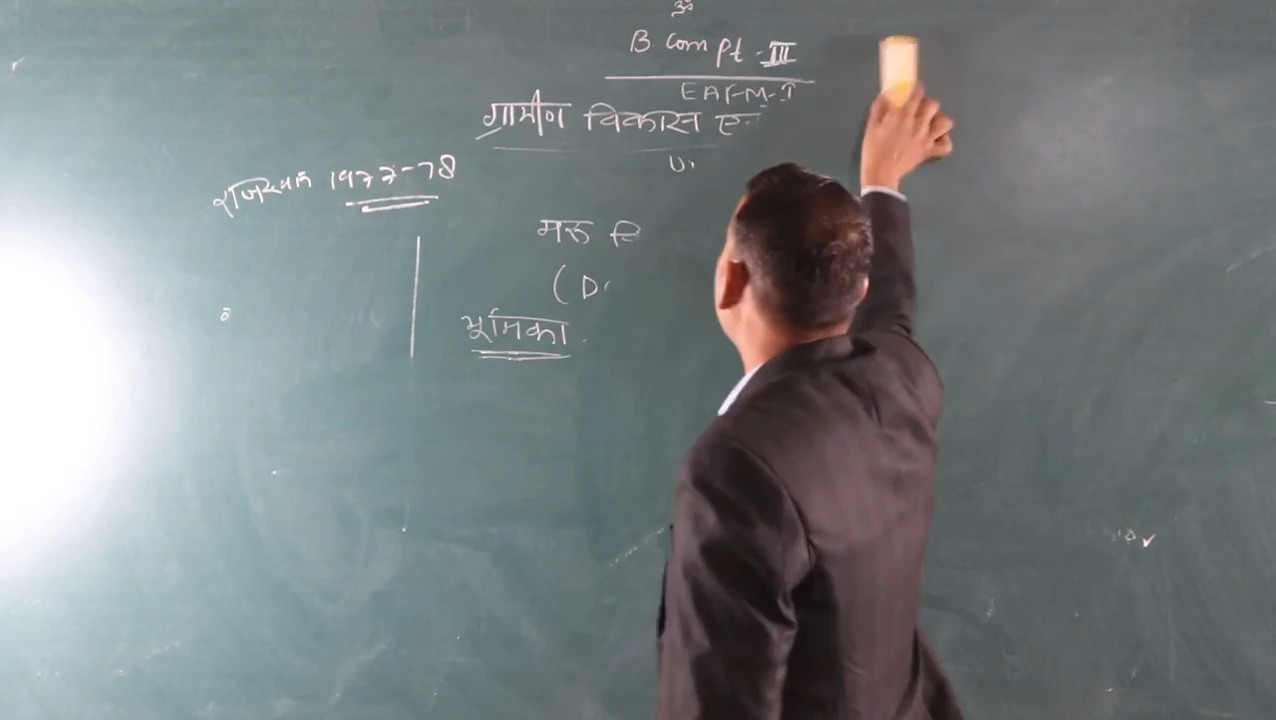 ॐ
B. Com Pt - III
EAFM-I
ग्रामीण विकास ए
U.
राजस्थान 1977-78
मरू वि
(D
भूमिका